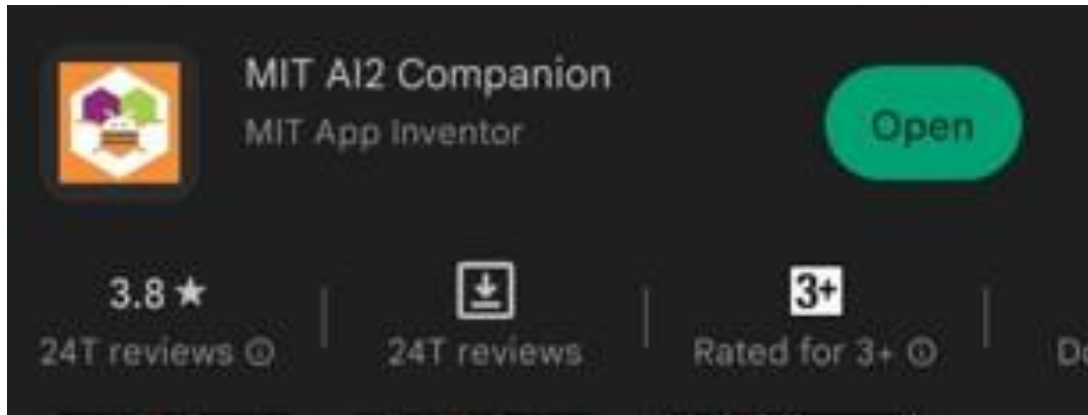 MIT AI2 Companion
MIT App Inventor
Open
3.8★
24T reviews
24T reviews
3+
Rated for 3+